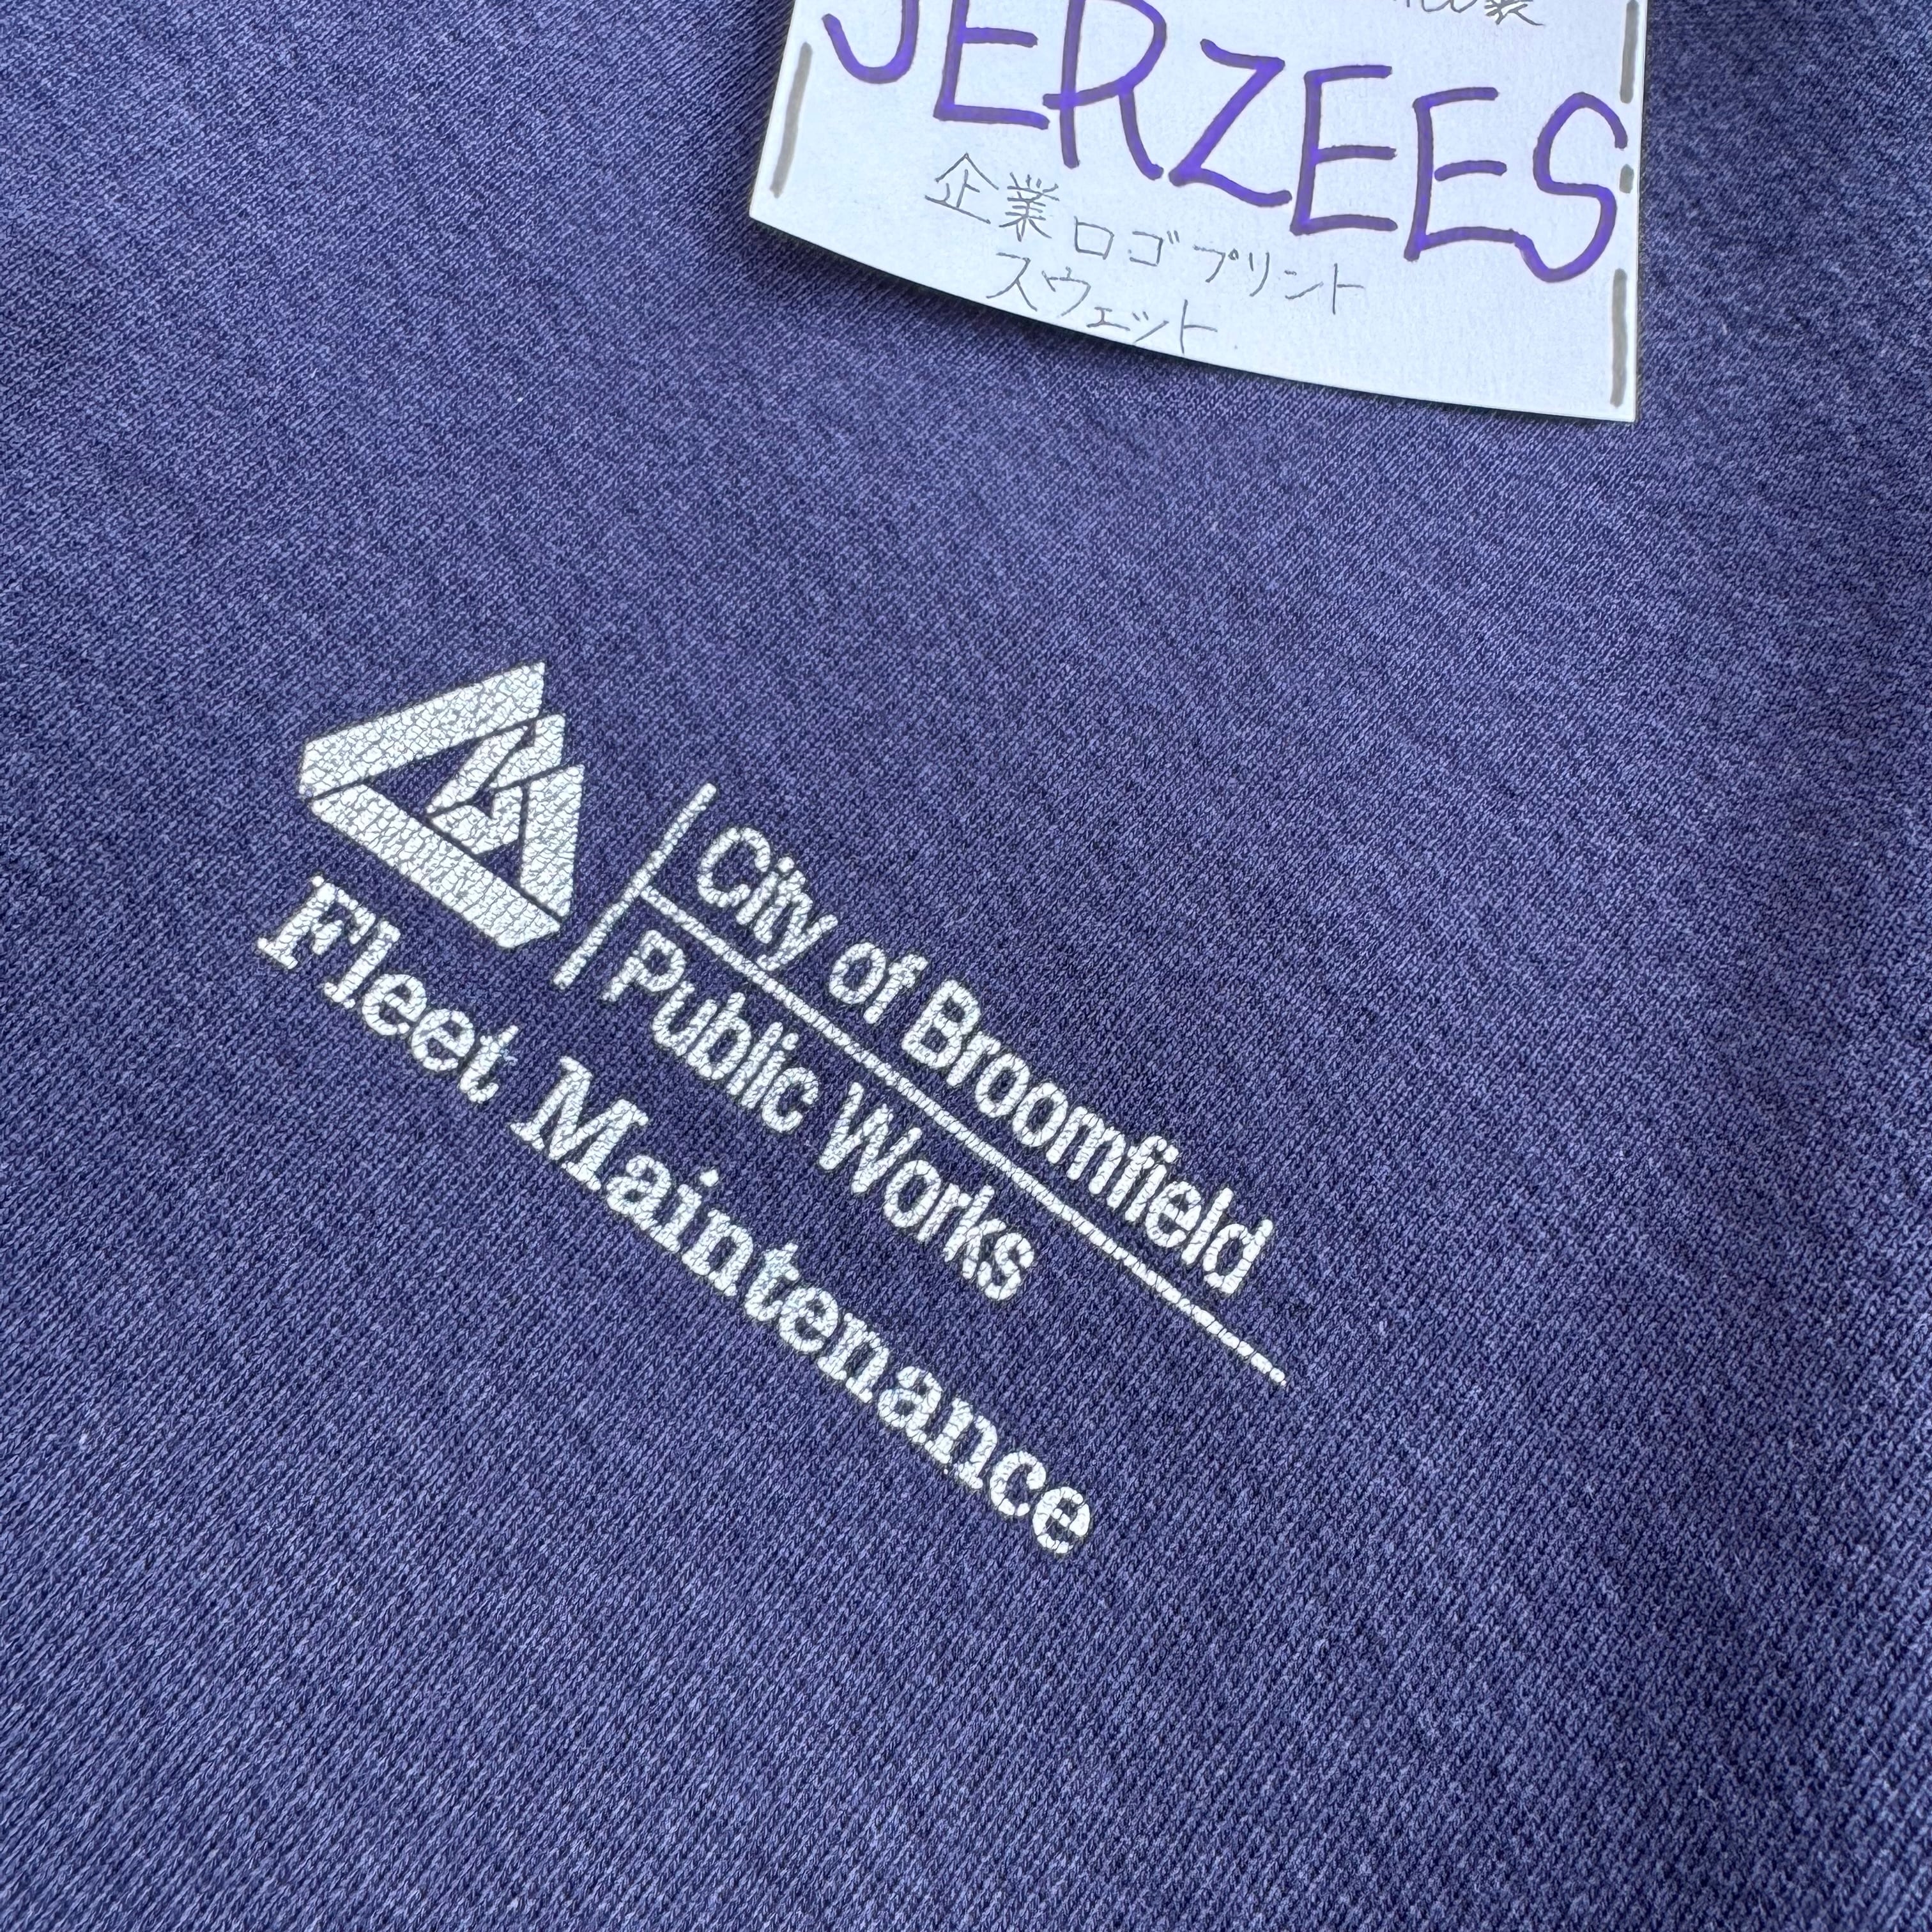 JERZEES
企業ロゴプリント
スウェット
City of Broomfield
Public Works
Fleet Maintenance